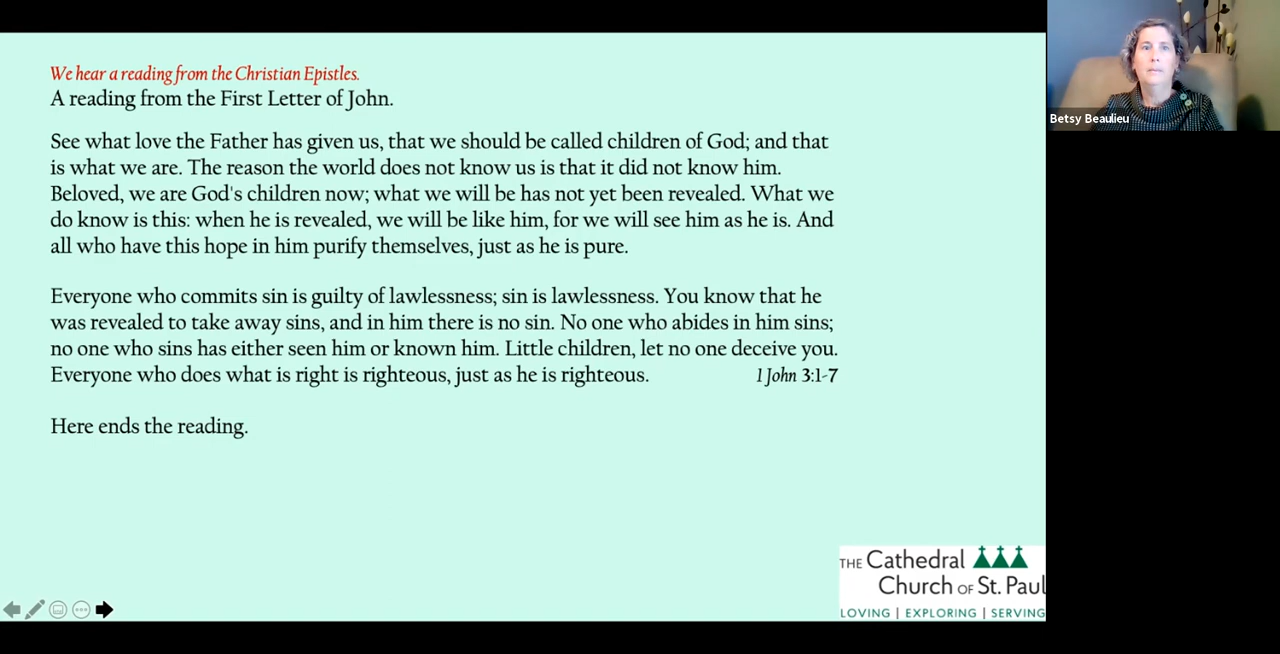 We hear a reading from the Christian Epistles.
A reading from the First Letter of John.
See what love the Father has given us, that we should be called children of God; and that
is what we are. The reason the world does not know us is that it did not know him.
Beloved, we are God's children now; what we will be has not yet been revealed. What we
do know is this: when he is revealed, we will be like him, for we will see him as he is. And
all who have this hope in him purify themselves, just as he is pure.
Everyone who commits sin is guilty of lawlessness; sin is lawlessness. You know that he
was revealed to take away sins, and in him there is no sin. No one who abides in him sins;
no one who sins has either seen him or known him. Little children, let no one deceive you.
Everyone who does what is right is righteous, just as he is righteous. 1 John 3:1-7
Here ends the reading.
THE Cathedral
Church OF St. Paul
LOVING | EXPLORING | SERVING
Betsy Beaulieu